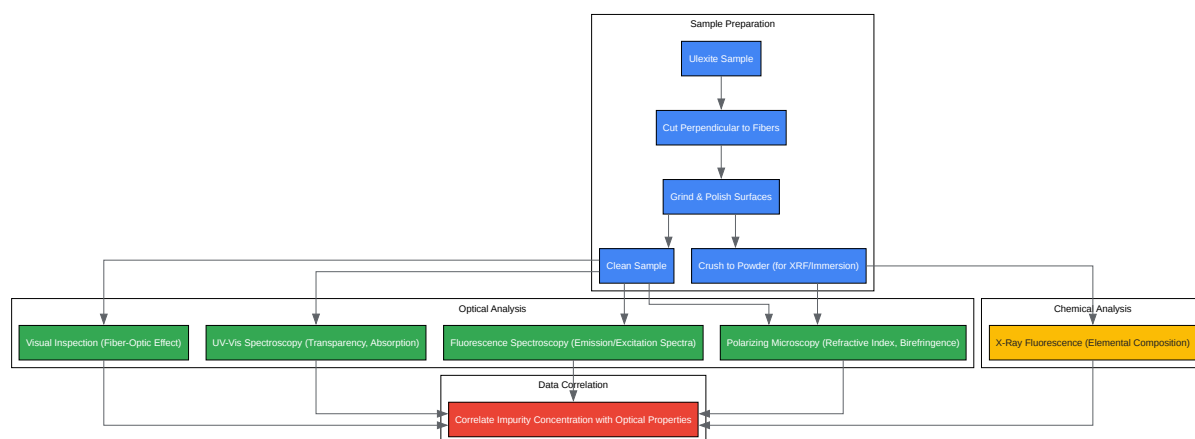 Sample Preparation
Ulexite Sample
Cut Perpendicular to Fibers
Grind & Polish Surfaces
Clean Sample
Crush to Powder (for XRF/Immersion)
Optical Analysis
Chemical Analysis
Visual Inspection (Fiber-Optic Effect)
UV-Vis Spectroscopy (Transparency, Absorption)
Fluorescence Spectroscopy (Emission/Excitation Spectra)
Polarizing Microscopy (Refractive Index, Birefringence)
X-Ray Fluorescence (Elemental Composition)
Data Correlation
Correlate Impurity Concentration with Optical Properties